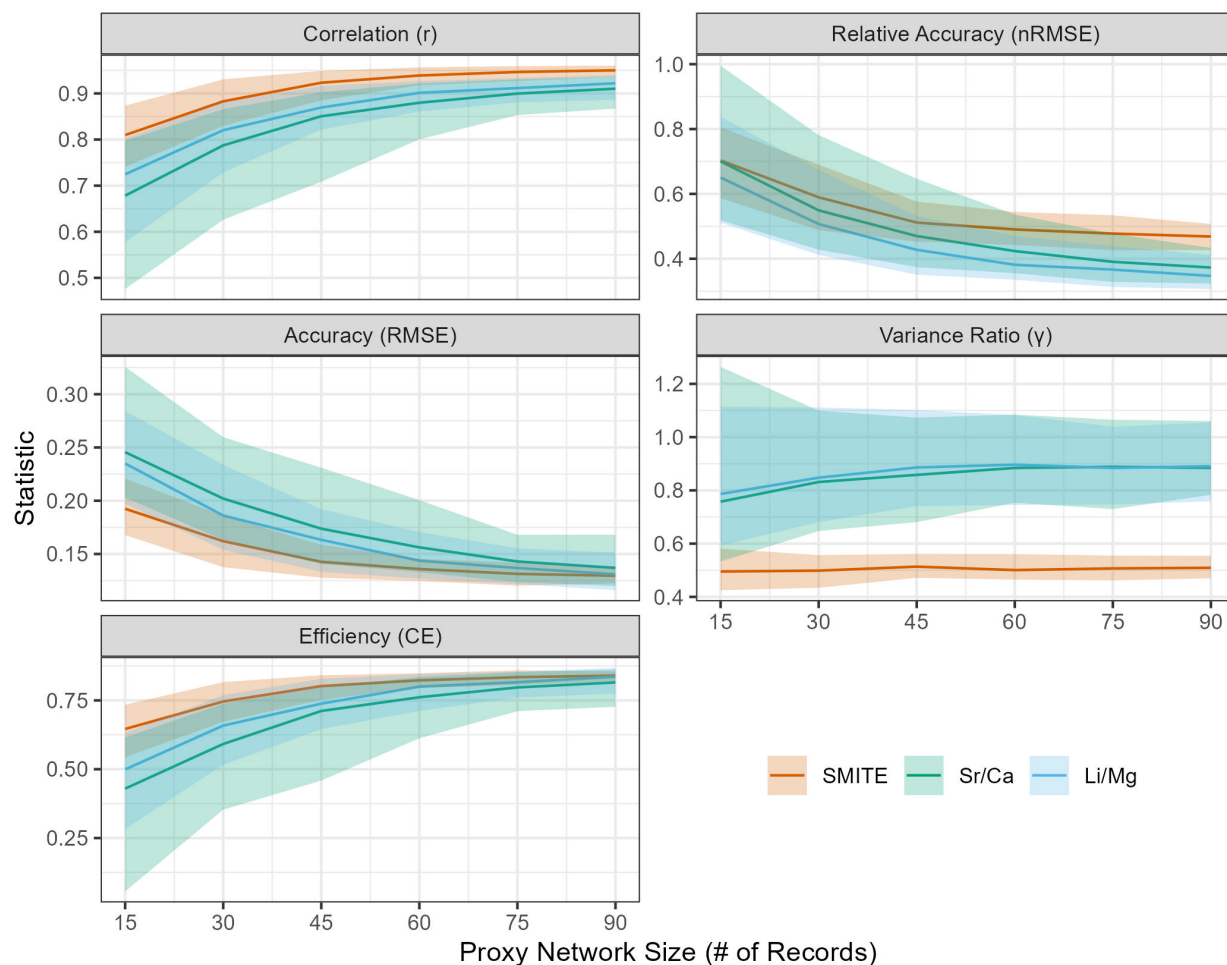 Correlation (r)
Relative Accuracy (nRMSE)
0.9
0.8
0.7
0.6
0.5
1.0
0.8
0.6
0.4
Accuracy (RMSE)
Variance Ratio (γ)
0.30
0.25
0.20
0.15
1.2
1.0
0.8
0.6
0.4
15 30 45 60 75 90
Statistic
Efficiency (CE)
0.75
0.50
0.25
15 30 45 60 75 90
SMITE Sr/Ca Li/Mg
Proxy Network Size (# of Records)